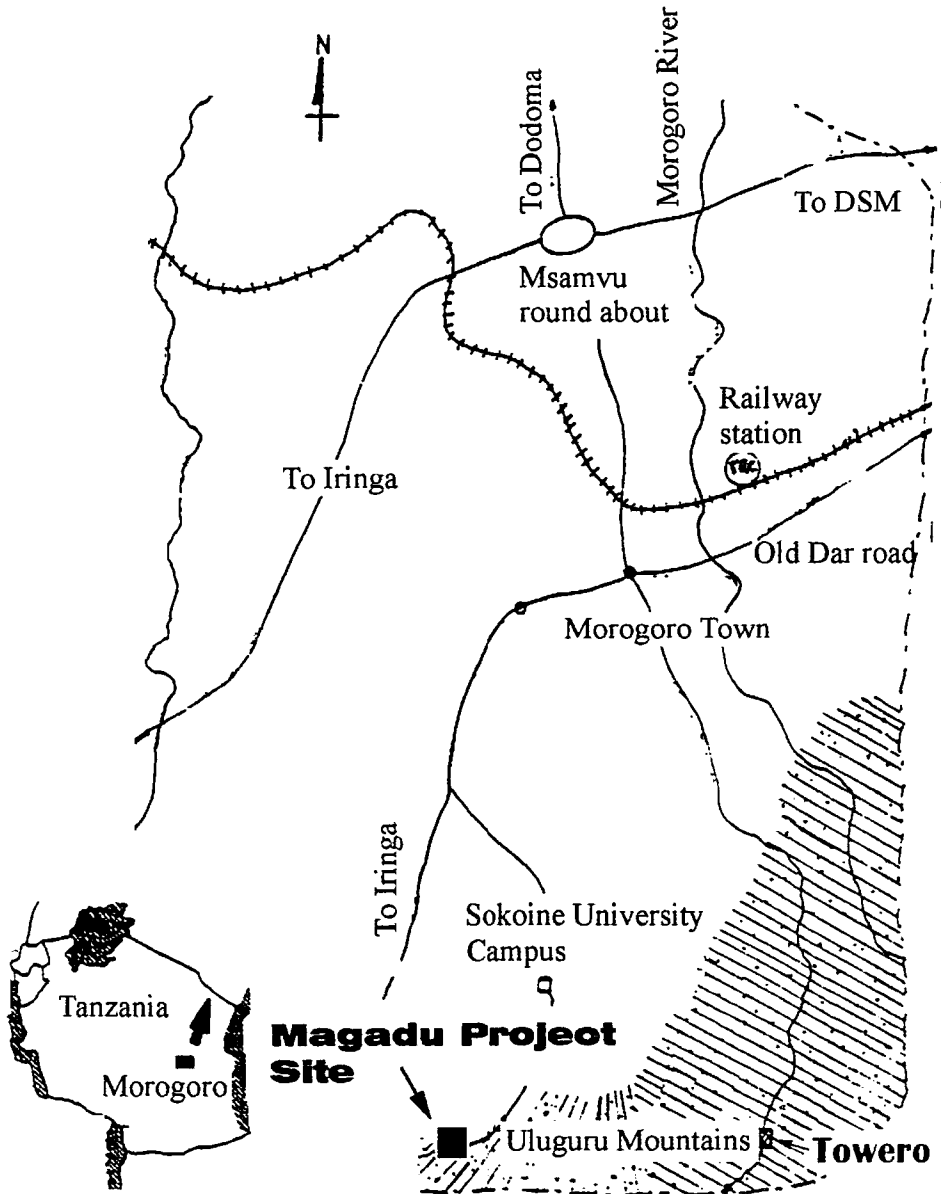 N
To Dodoma
Morogoro River
To DSM
Msamvu
round about
Railway
station
To Iringa
Old Dar road
Morogoro Town
To Iringa
Sokoine University
Campus
Tanzania
Morogoro
Magadu Project
Site
Uluguru Mountains
Towero